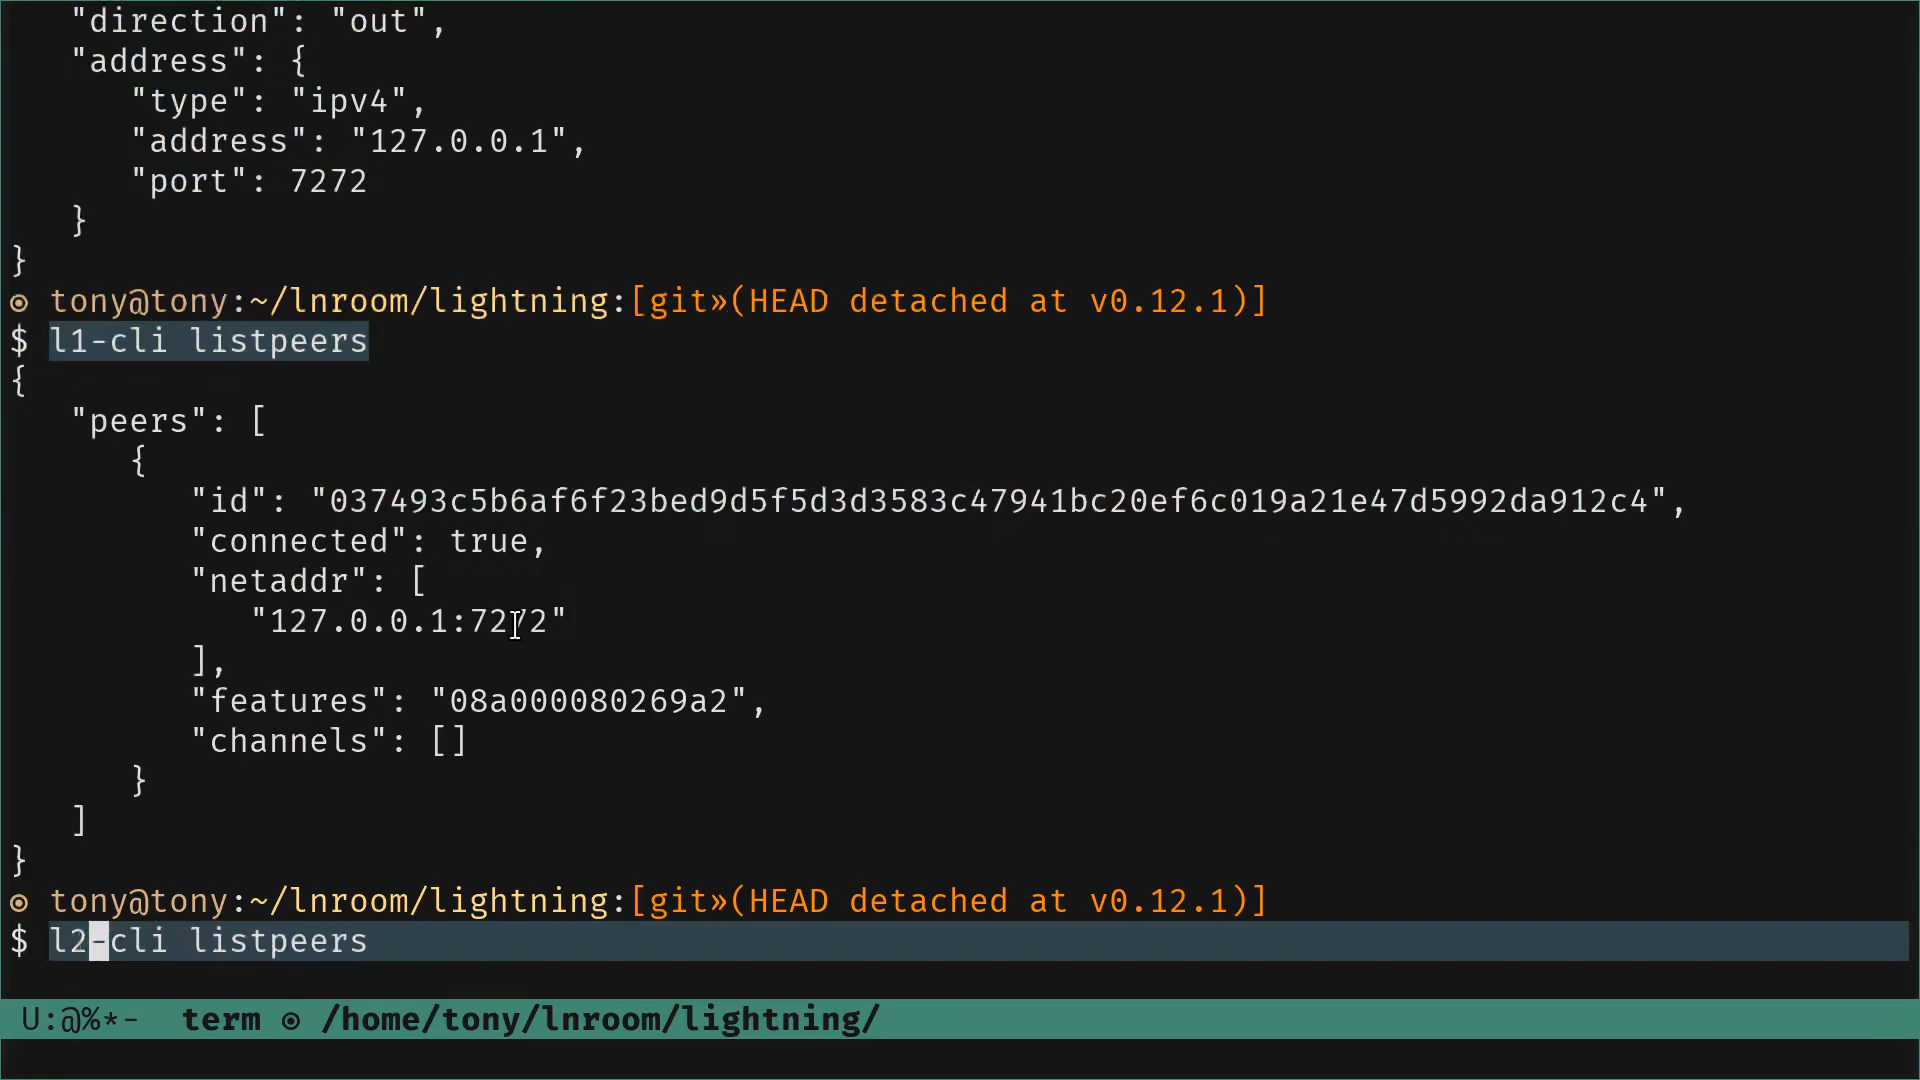 "direction": "out",
"address": {
"type": "ipv4",
"address": "127.0.0.1",
"port": 7272
}
}
⊙ tony@tony:~/lnroom/lightning:[git»(HEAD detached at v0.12.1)]
$ l1-cli listpeers
{
"peers": [
{
"id": "037493c5b6af6f23bed9d5f5d3d3583c47941bc20ef6c019a21e47d5992da912c4",
"connected": true,
"netaddr": [
"127.0.0.1:7272"
],
"features": "08a000080269a2",
"channels": []
}
]
}
⊙ tony@tony:~/lnroom/lightning:[git»(HEAD detached at v0.12.1)]
$ l2-cli listpeers
U:@%*- term ⊙ /home/tony/lnroom/lightning/